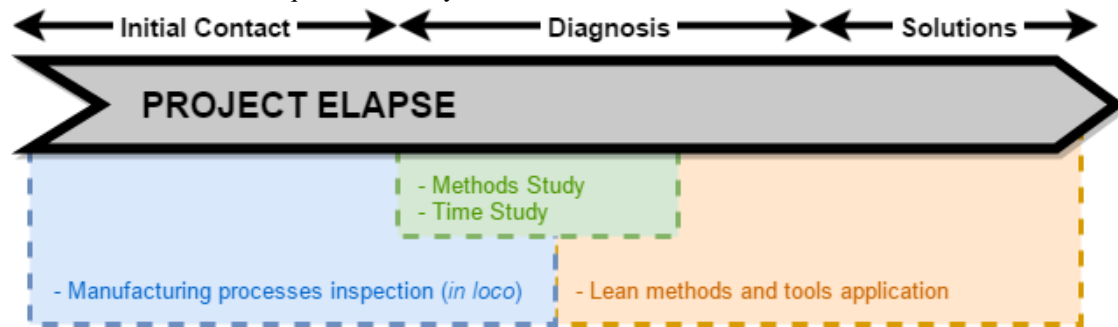 Initial Contact Diagnosis Solutions
PROJECT ELAPSE
- Methods Study
- Time Study
- Manufacturing processes inspection (in loco) - Lean methods and tools application